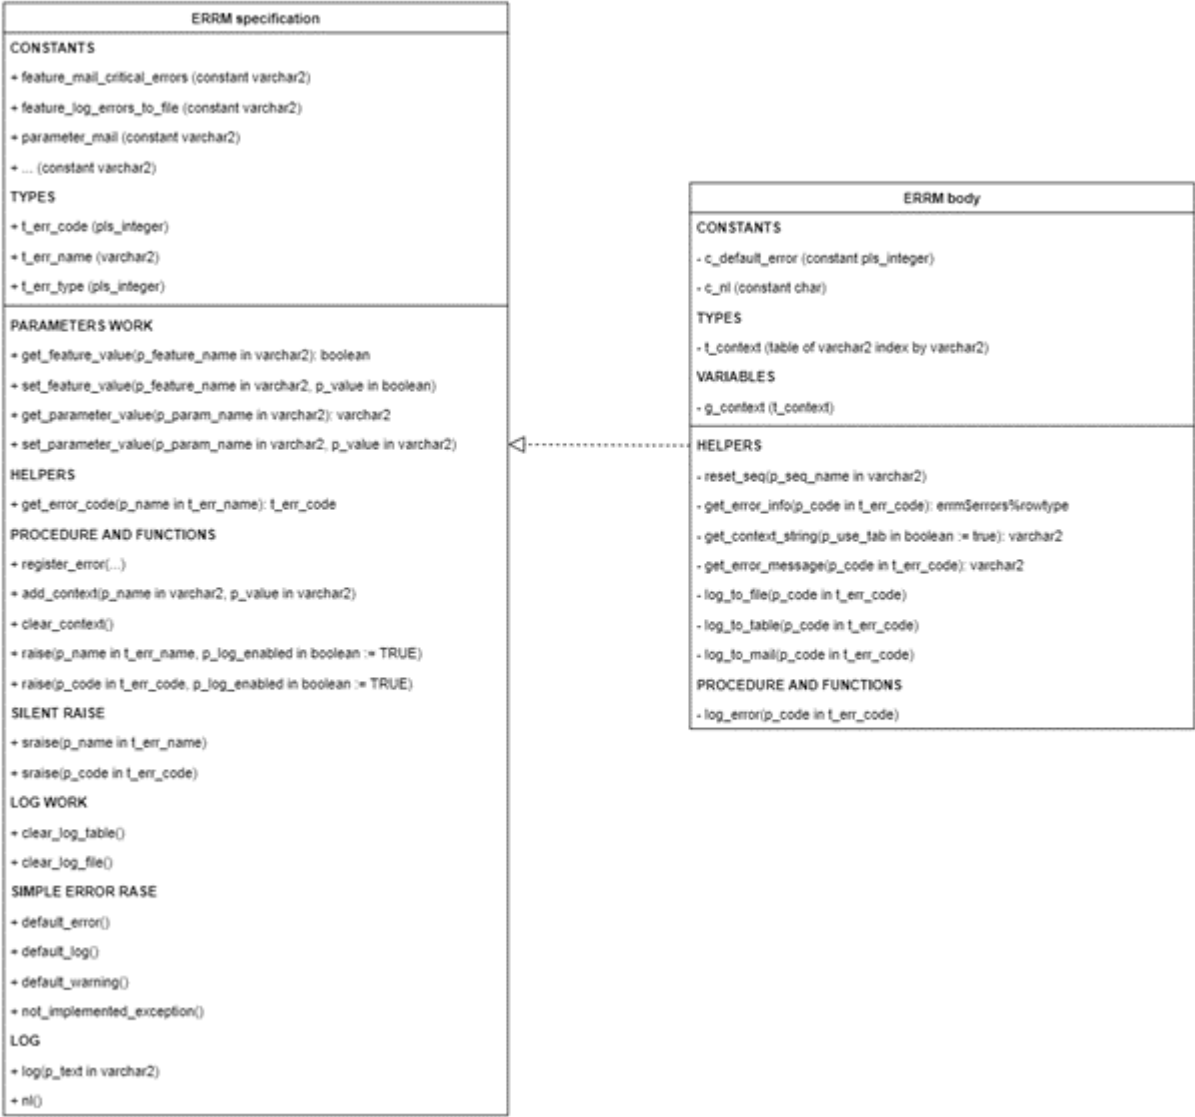 ERRM specification
CONSTANTS
+ feature_mail_critical_errors (constant varchar2)
+ feature_log_errors_to_file (constant varchar2)
+ parameter_mail (constant varchar2)
+ ... (constant varchar2)
TYPES
+ t_err_code (pls_integer)
+ t_err_name (varchar2)
+ t_err_type (pls_integer)
PARAMETERS WORK
+ get_feature_value(p_feature_name in varchar2): boolean
+ set_feature_value(p_feature_name in varchar2, p_value in boolean)
+ get_parameter_value(p_param_name in varchar2): varchar2
+ set_parameter_value(p_param_name in varchar2, p_value in varchar2)
HELPERS
+ get_error_code(p_name in t_err_name): t_err_code
PROCEDURE AND FUNCTIONS
+ register_error(...)
+ add_context(p_name in varchar2, p_value in varchar2)
+ clear_context()
+ raise(p_name in t_err_name, p_log_enabled in boolean := TRUE)
+ raise(p_code in t_err_code, p_log_enabled in boolean := TRUE)
SILENT RAISE
+ sraise(p_name in t_err_name)
+ sraise(p_code in t_err_code)
LOG WORK
+ clear_log_table()
+ clear_log_file()
SIMPLE ERROR RASE
+ default_error()
+ default_log()
+ default_warning()
+ not_implemented_exception()
LOG
+ log(p_text in varchar2)
+ nl()
ERRM body
CONSTANTS
- c_default_error (constant pls_integer)
- c_nl (constant char)
TYPES
- t_context (table of varchar2 index by varchar2)
VARIABLES
- g_context (t_context)
HELPERS
- reset_seq(p_seq_name in varchar2)
- get_error_info(p_code in t_err_code): errm$errors%rowtype
- get_context_string(p_use_tab in boolean := true): varchar2
- get_error_message(p_code in t_err_code): varchar2
- log_to_file(p_code in t_err_code)
- log_to_table(p_code in t_err_code)
- log_to_mail(p_code in t_err_code)
PROCEDURE AND FUNCTIONS
- log_error(p_code in t_err_code)